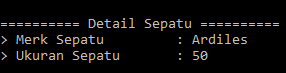 ========== Detail Sepatu ==========
> Merk Sepatu : Ardiles
> Ukuran Sepatu : 50